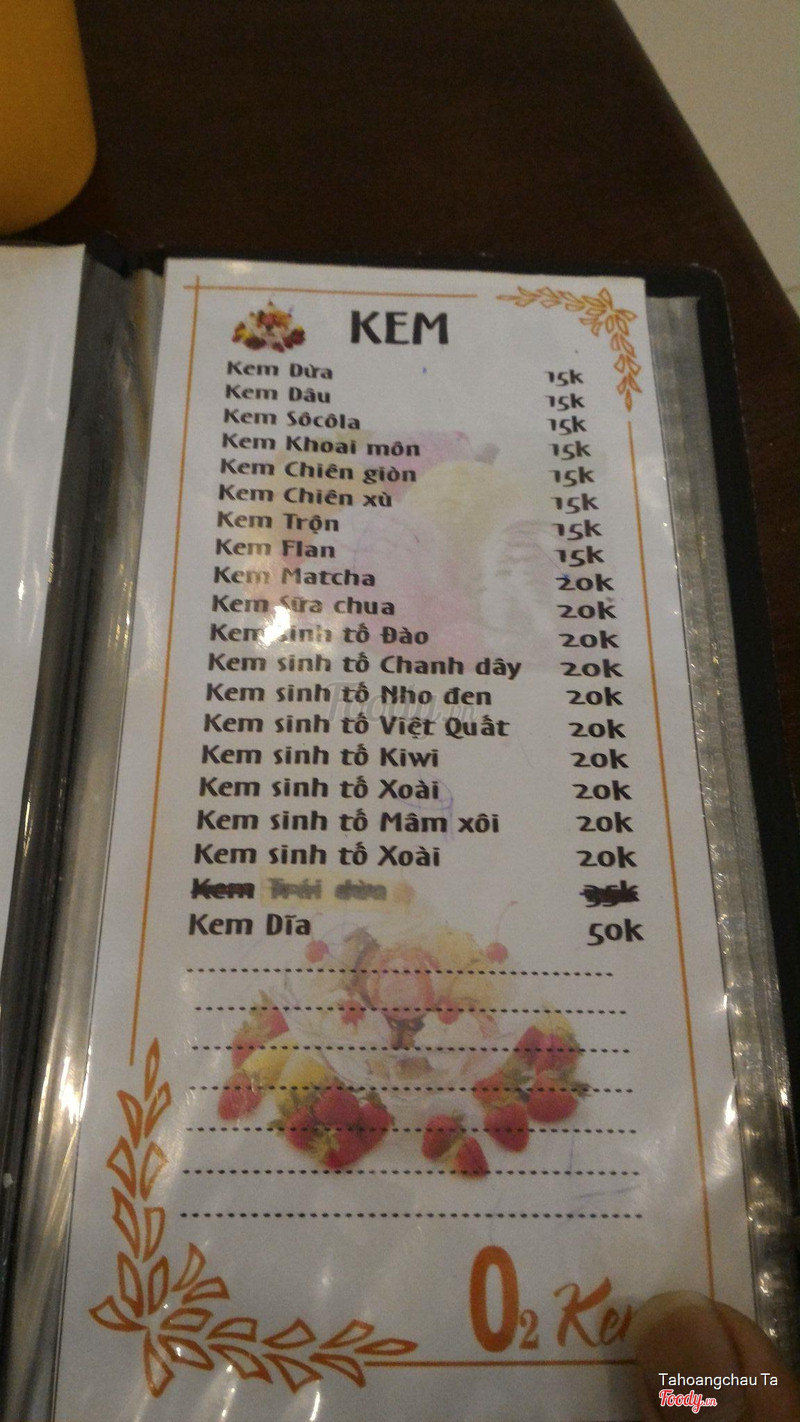 KEM
Kem Dừa 15k
Kem Dâu 15k
Kem Sôcôla 15k
Kem Khoai môn 15k
Kem Chiên giòn 15k
Kem Chiên xù 15k
Kem Trộn 15k
Kem Flan 15k
Kem Matcha 20k
Kem Sữa chua 20k
Kem sinh tố Đào 20k
Kem sinh tố Chanh dây 20k
Kem sinh tố Nho đen 20k
Kem sinh tố Việt Quất 20k
Kem sinh tố Kiwi 20k
Kem sinh tố Xoài 20k
Kem sinh tố Mâm xôi 20k
Kem sinh tố Xoài 20k
Kem Trái dừa 35k
Kem Dĩa 50k
O2
Tahoangchau Ta
Foody.vn